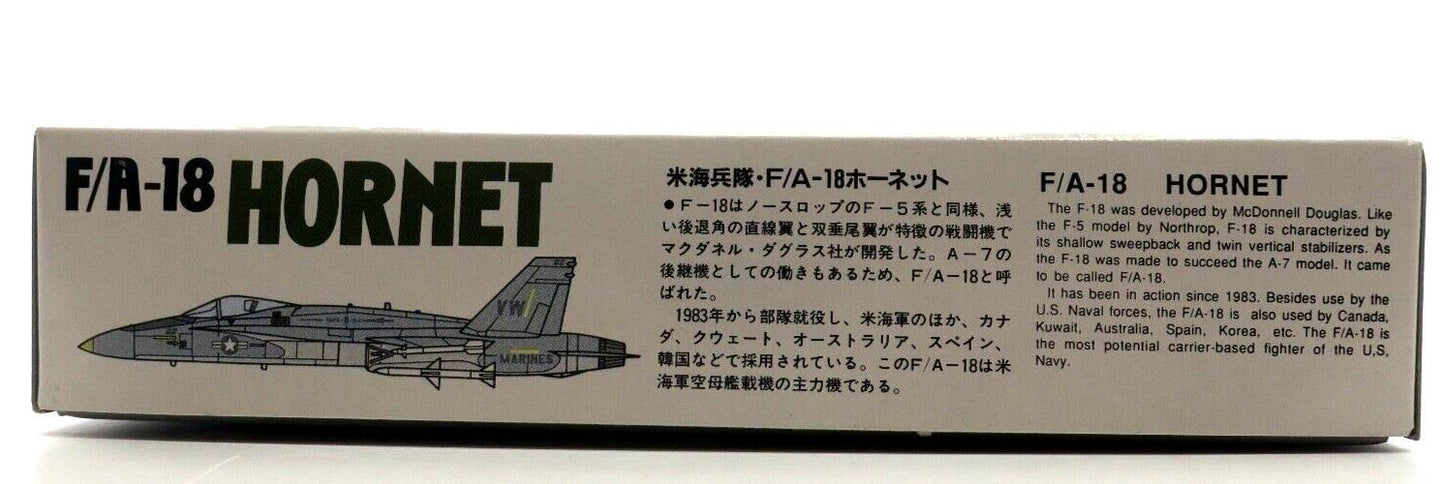 F/A-18 HORNET
VW
MARINES
米海兵隊・F/A-18ホーネット
●F-18はノースロップのF-5系と同様、浅
い後退角の直線翼と双垂尾翼が特徴の戦闘機で
マクダネル・ダグラス社が開発した。A-7の
後継機としての働きもあるため、F/A-18と呼
ばれた。
1983年から部隊就役し、米海軍のほか、カナ
ダ、クウェート、オーストラリア、スペイン、
韓国などで採用されている。このF/A-18は米
海軍空母艦載機の主力機である。
F/A-18 HORNET
The F-18 was developed by McDonnell Douglas. Like
the F-5 model by Northrop, F-18 is characterized by
its shallow sweepback and twin vertical stabilizers. As
the F-18 was made to succeed the A-7 model. It came
to be called F/A-18.
It has been in action since 1983. Besides use by the
U.S. Naval forces, the F/A-18 is also used by Canada,
Kuwait, Australia, Spain, Korea, etc. The F/A-18 is
the most potential carrier-based fighter of the U,S,
Navy.